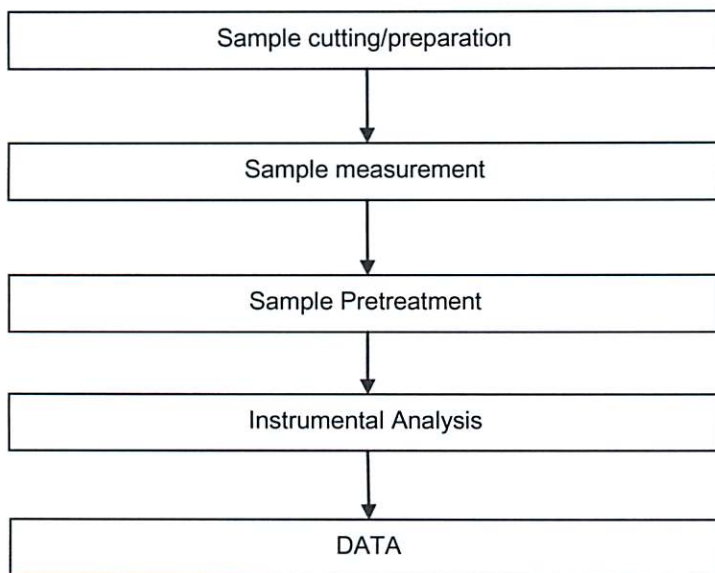 Sample cutting/preparation
Sample measurement
Sample Pretreatment
Instrumental Analysis
DATA